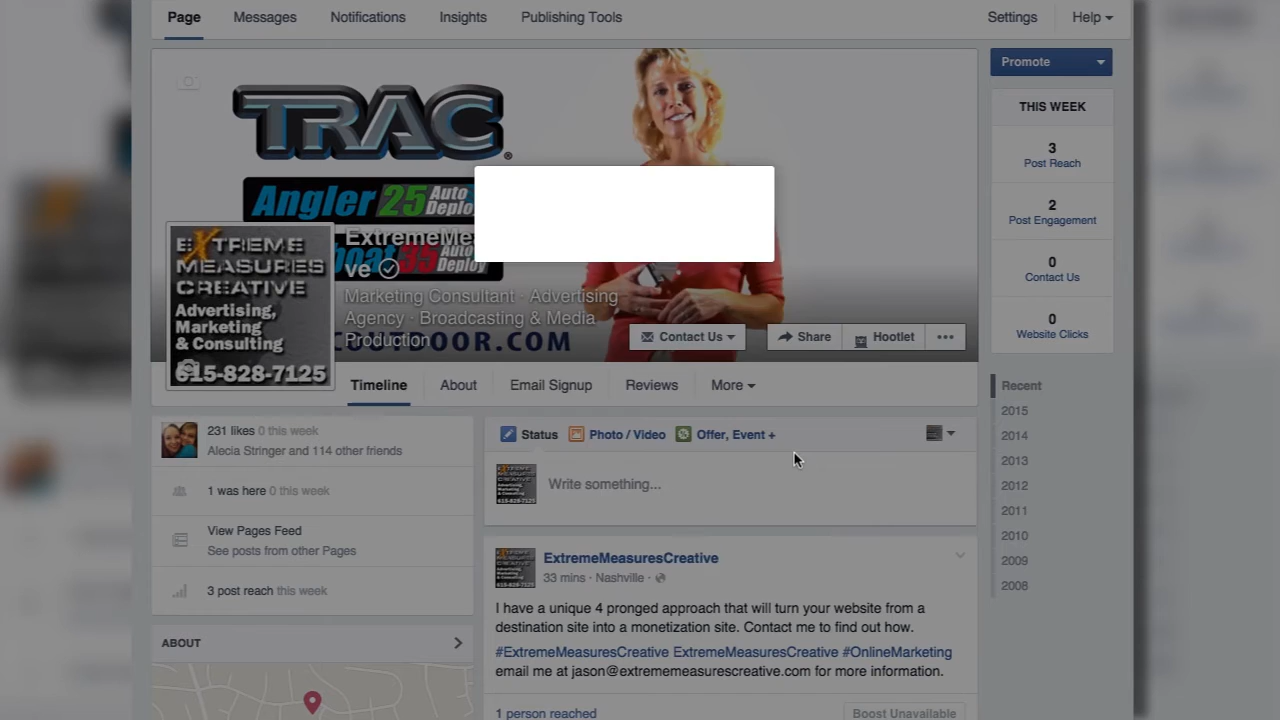 Page Messages Notifications Insights Publishing Tools Settings Help
TRAC®
Angler 25 Auto
35 Auto Deploy
EXTREME
MEASURES
CREATIVE
Advertising,
Marketing
& Consulting
615-828-7125
ve
Marketing Consultant · Advertising
Agency · Broadcasting & Media
Production
OUTDOOR.COM
Contact Us Share Hootlet
Timeline About Email Signup Reviews More
Promote
THIS WEEK
3
Post Reach
2
Post Engagement
0
Contact Us
0
Website Clicks
Recent
2015
2014
2013
2012
2011
2010
2009
2008
231 likes 0 this week
Alecia Stringer and 114 other friends
1 was here 0 this week
View Pages Feed
See posts from other Pages
3 post reach this week
ABOUT
Status Photo / Video Offer, Event +
Write something...
ExtremeMeasuresCreative
33 mins · Nashville ·
I have a unique 4 pronged approach that will turn your website from a
destination site into a monetization site. Contact me to find out how.
#ExtremeMeasuresCreative ExtremeMeasuresCreative #OnlineMarketing
email me at jason@extrememeasurescreative.com for more information.
1 person reached Boost Unavailable